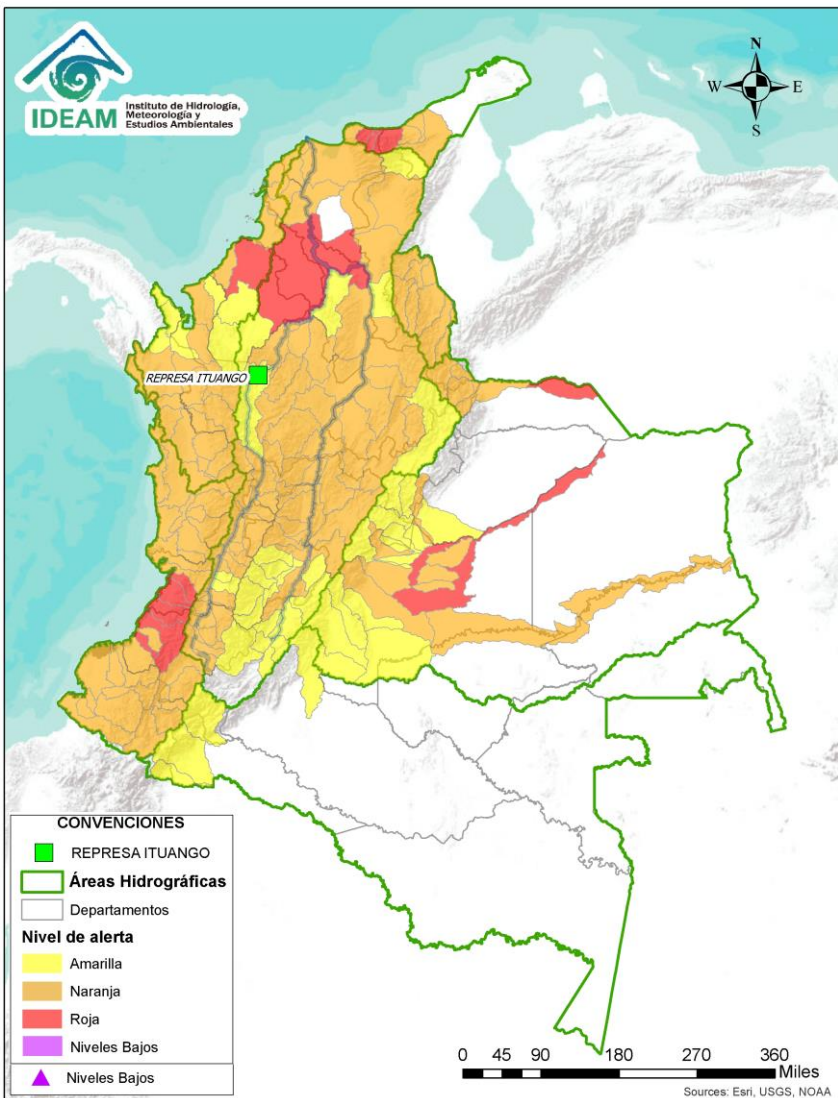 IDEAM
Instituto de Hidrología,
Meteorología y
Estudios Ambientales
N
W
E
S
REPRESA ITUANGO
CONVENCIONES
REPRESA ITUANGO
Áreas Hidrográficas
Departamentos
Nivel de alerta
Amarilla
Naranja
Roja
Niveles Bajos
Niveles Bajos
0 45 90 180 270 360
Miles
Sources: Esri, USGS, NOAA